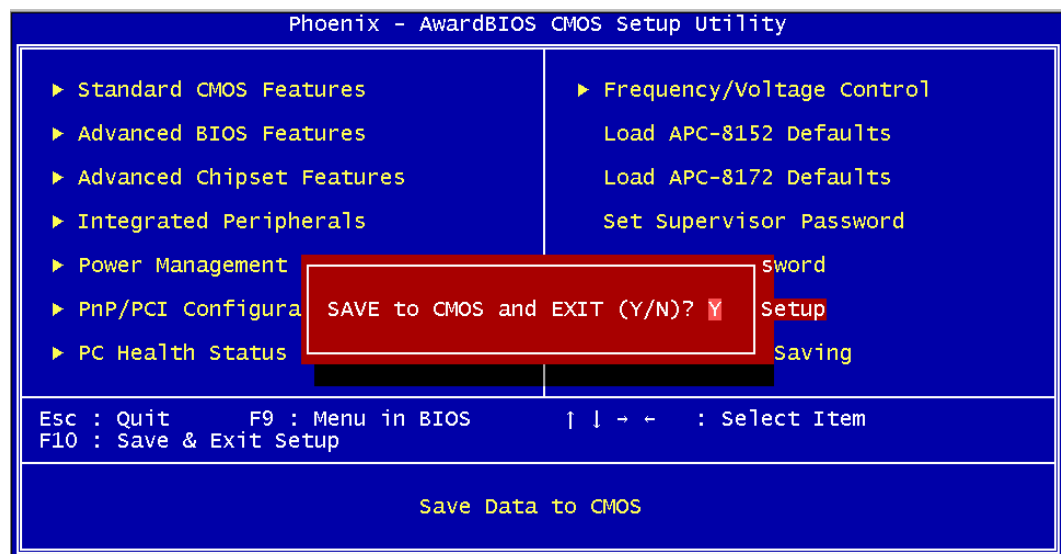 Phoenix - AwardBIOS CMOS Setup Utility
▶ Standard CMOS Features
▶ Advanced BIOS Features
▶ Advanced Chipset Features
▶ Integrated Peripherals
▶ Power Management
▶ PnP/PCI Configura
▶ PC Health Status
▶ Frequency/Voltage Control
Load APC-8152 Defaults
Load APC-8172 Defaults
Set Supervisor Password
sword
Setup
Saving
SAVE to CMOS and EXIT (Y/N)? Y
Esc : Quit F9 : Menu in BIOS ↑ ↓ → ← : Select Item
F10 : Save & Exit Setup
Save Data to CMOS